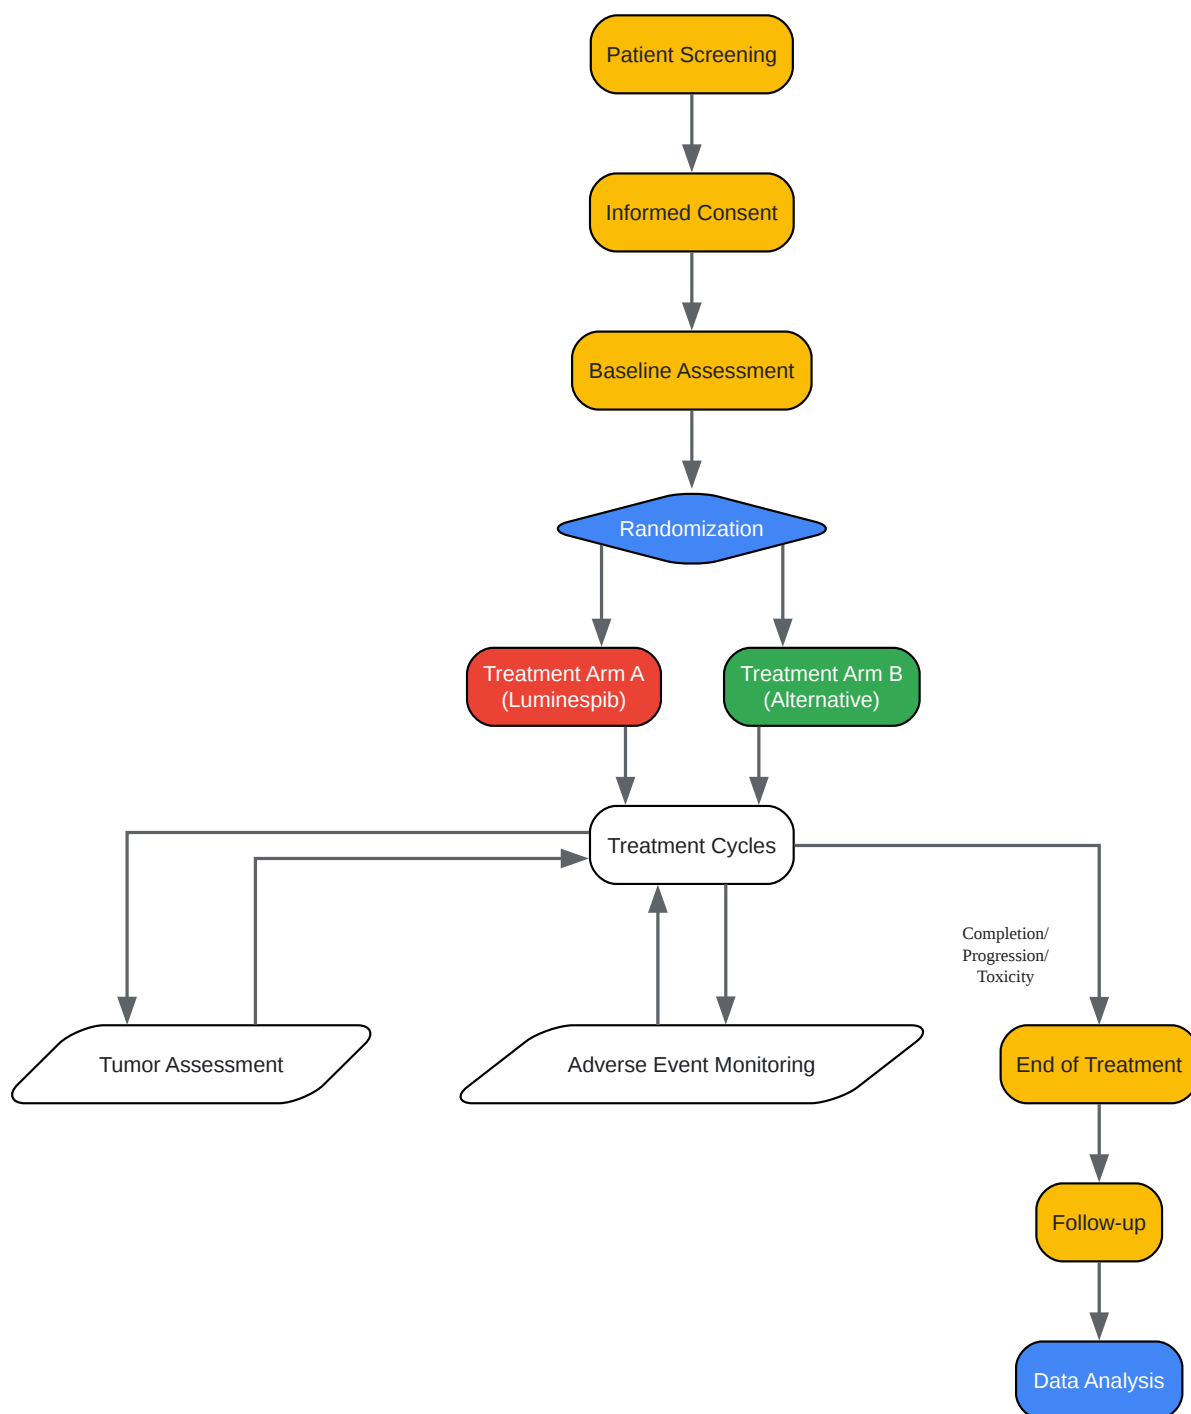 Patient Screening
Informed Consent
Baseline Assessment
Randomization
Treatment Arm A
(Luminespib)
Treatment Arm B
(Alternative)
Treatment Cycles
Completion/
Progression/
Toxicity
Tumor Assessment
Adverse Event Monitoring
End of Treatment
Follow-up
Data Analysis